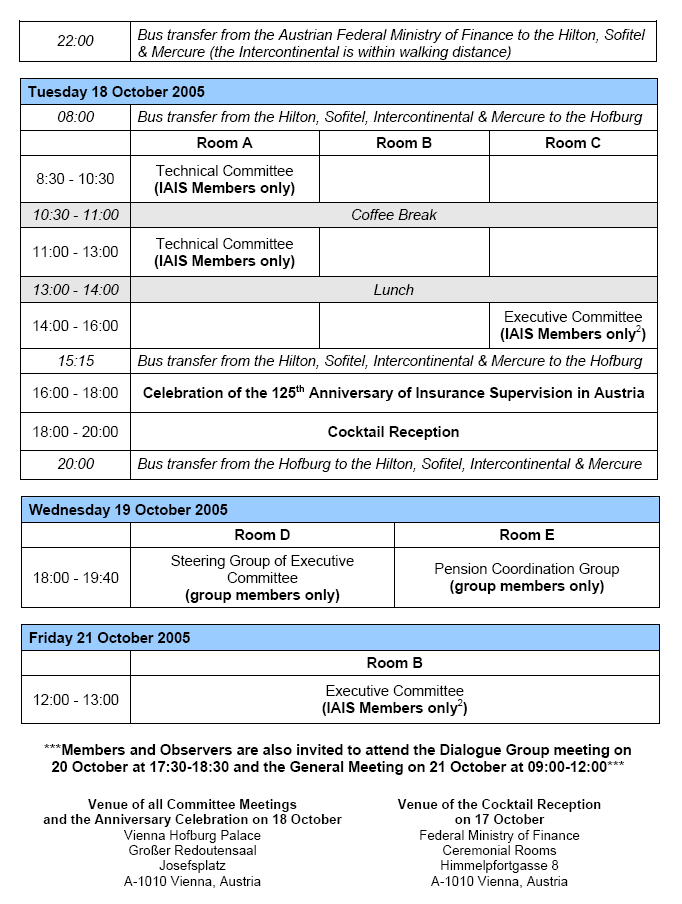 22:00 Bus transfer from the Austrian Federal Ministry of Finance to the Hilton, Sofitel
& Mercure (the Intercontinental is within walking distance)
Tuesday 18 October 2005
08:00 Bus transfer from the Hilton, Sofitel, Intercontinental & Mercure to the Hofburg
Room A Room B Room C
8:30 - 10:30 Technical Committee
(IAIS Members only)
10:30 - 11:00 Coffee Break
11:00 - 13:00 Technical Committee
(IAIS Members only)
13:00 - 14:00 Lunch
14:00 - 16:00 Executive Committee
(IAIS Members only²)
15:15 Bus transfer from the Hilton, Sofitel, Intercontinental & Mercure to the Hofburg
16:00 - 18:00 Celebration of the 125th Anniversary of Insurance Supervision in Austria
18:00 - 20:00 Cocktail Reception
20:00 Bus transfer from the Hofburg to the Hilton, Sofitel, Intercontinental & Mercure
Wednesday 19 October 2005
Room D Room E
18:00 - 19:40 Steering Group of Executive
Committee
(group members only)
Pension Coordination Group
(group members only)
Friday 21 October 2005
Room B
12:00 - 13:00 Executive Committee
(IAIS Members only²)
***Members and Observers are also invited to attend the Dialogue Group meeting on
20 October at 17:30-18:30 and the General Meeting on 21 October at 09:00-12:00***
Venue of all Committee Meetings
and the Anniversary Celebration on 18 October
Vienna Hofburg Palace
Großer Redoutensaal
Josefsplatz
A-1010 Vienna, Austria
Venue of the Cocktail Reception
on 17 October
Federal Ministry of Finance
Ceremonial Rooms
Himmelpfortgasse 8
A-1010 Vienna, Austria